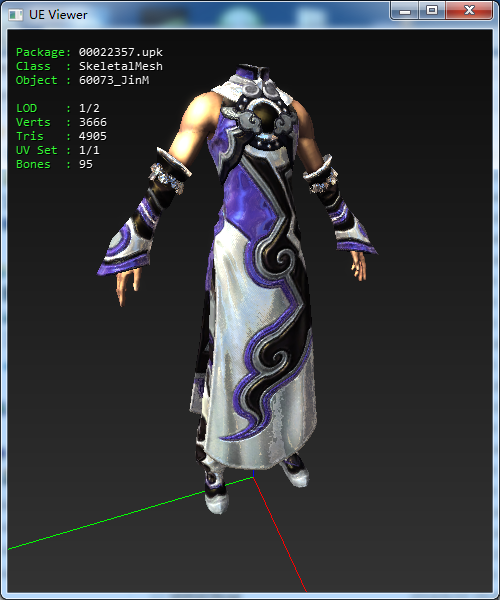 UE Viewer
Package: 00022357.upk
Class : SkeletalMesh
Object : 60073_JinM
LOD : 1/2
Verts : 3666
Tris : 4905
UV Set : 1/1
Bones : 95